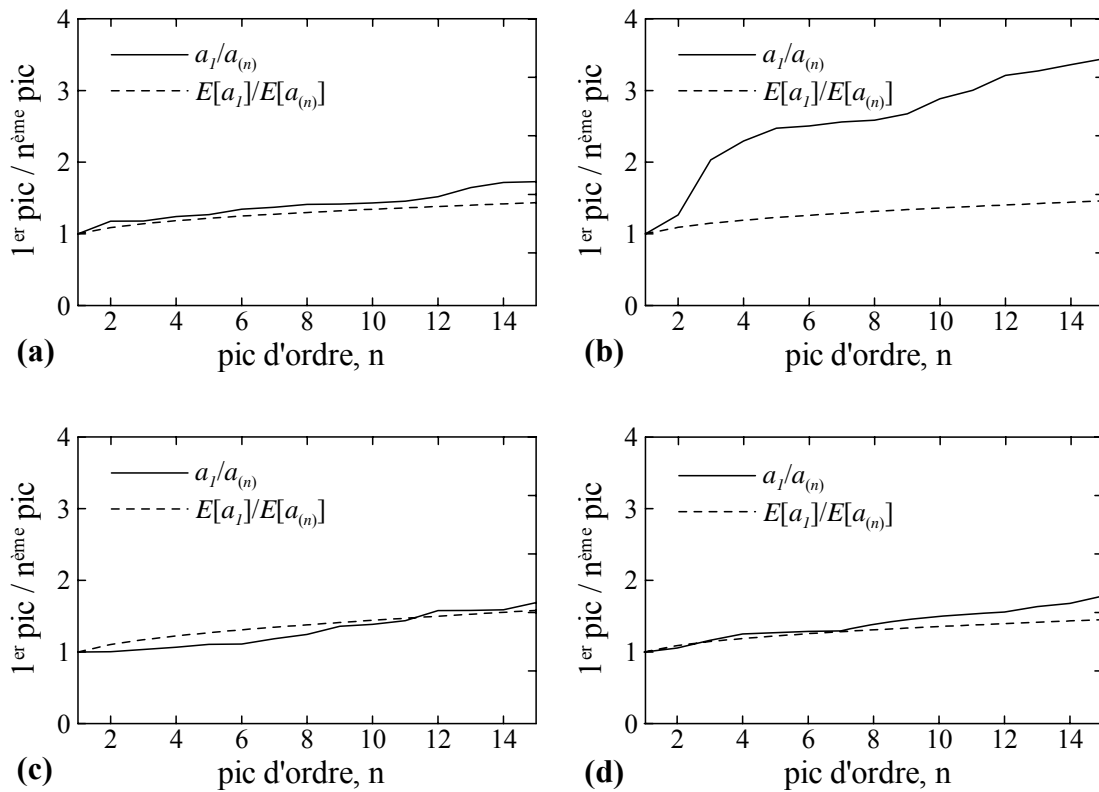 4
3
2
1
0
1er pic / nème pic
a1/a(n)
E[a1]/E[a(n)]
2 4 6 8 10 12 14
(a)
pic d'ordre, n
4
3
2
1
0
1er pic / nème pic
a1/a(n)
E[a1]/E[a(n)]
2 4 6 8 10 12 14
(b)
pic d'ordre, n
4
3
2
1
0
1er pic / nème pic
a1/a(n)
E[a1]/E[a(n)]
2 4 6 8 10 12 14
(c)
pic d'ordre, n
4
3
2
1
0
1er pic / nème pic
a1/a(n)
E[a1]/E[a(n)]
2 4 6 8 10 12 14
(d)
pic d'ordre, n